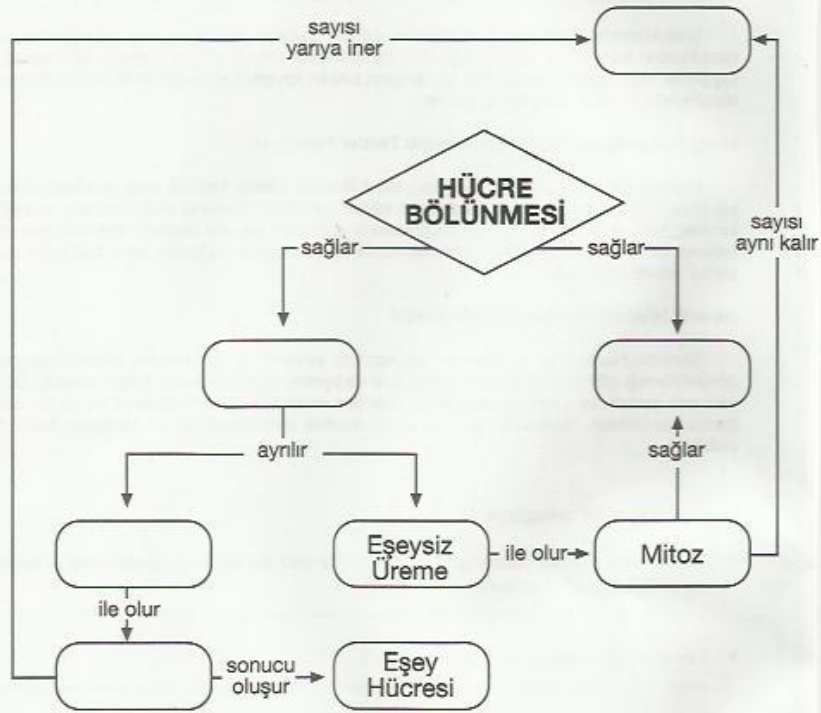 sayısı
yarıya iner
HÜCRE
BÖLÜNMESİ
sayısı
aynı kalır
sağlar
sağlar
ayrılır
sağlar
Eşeysiz
Üreme
ile olur
Mitoz
ile olur
sonucu
oluşur
Eşey
Hücresi